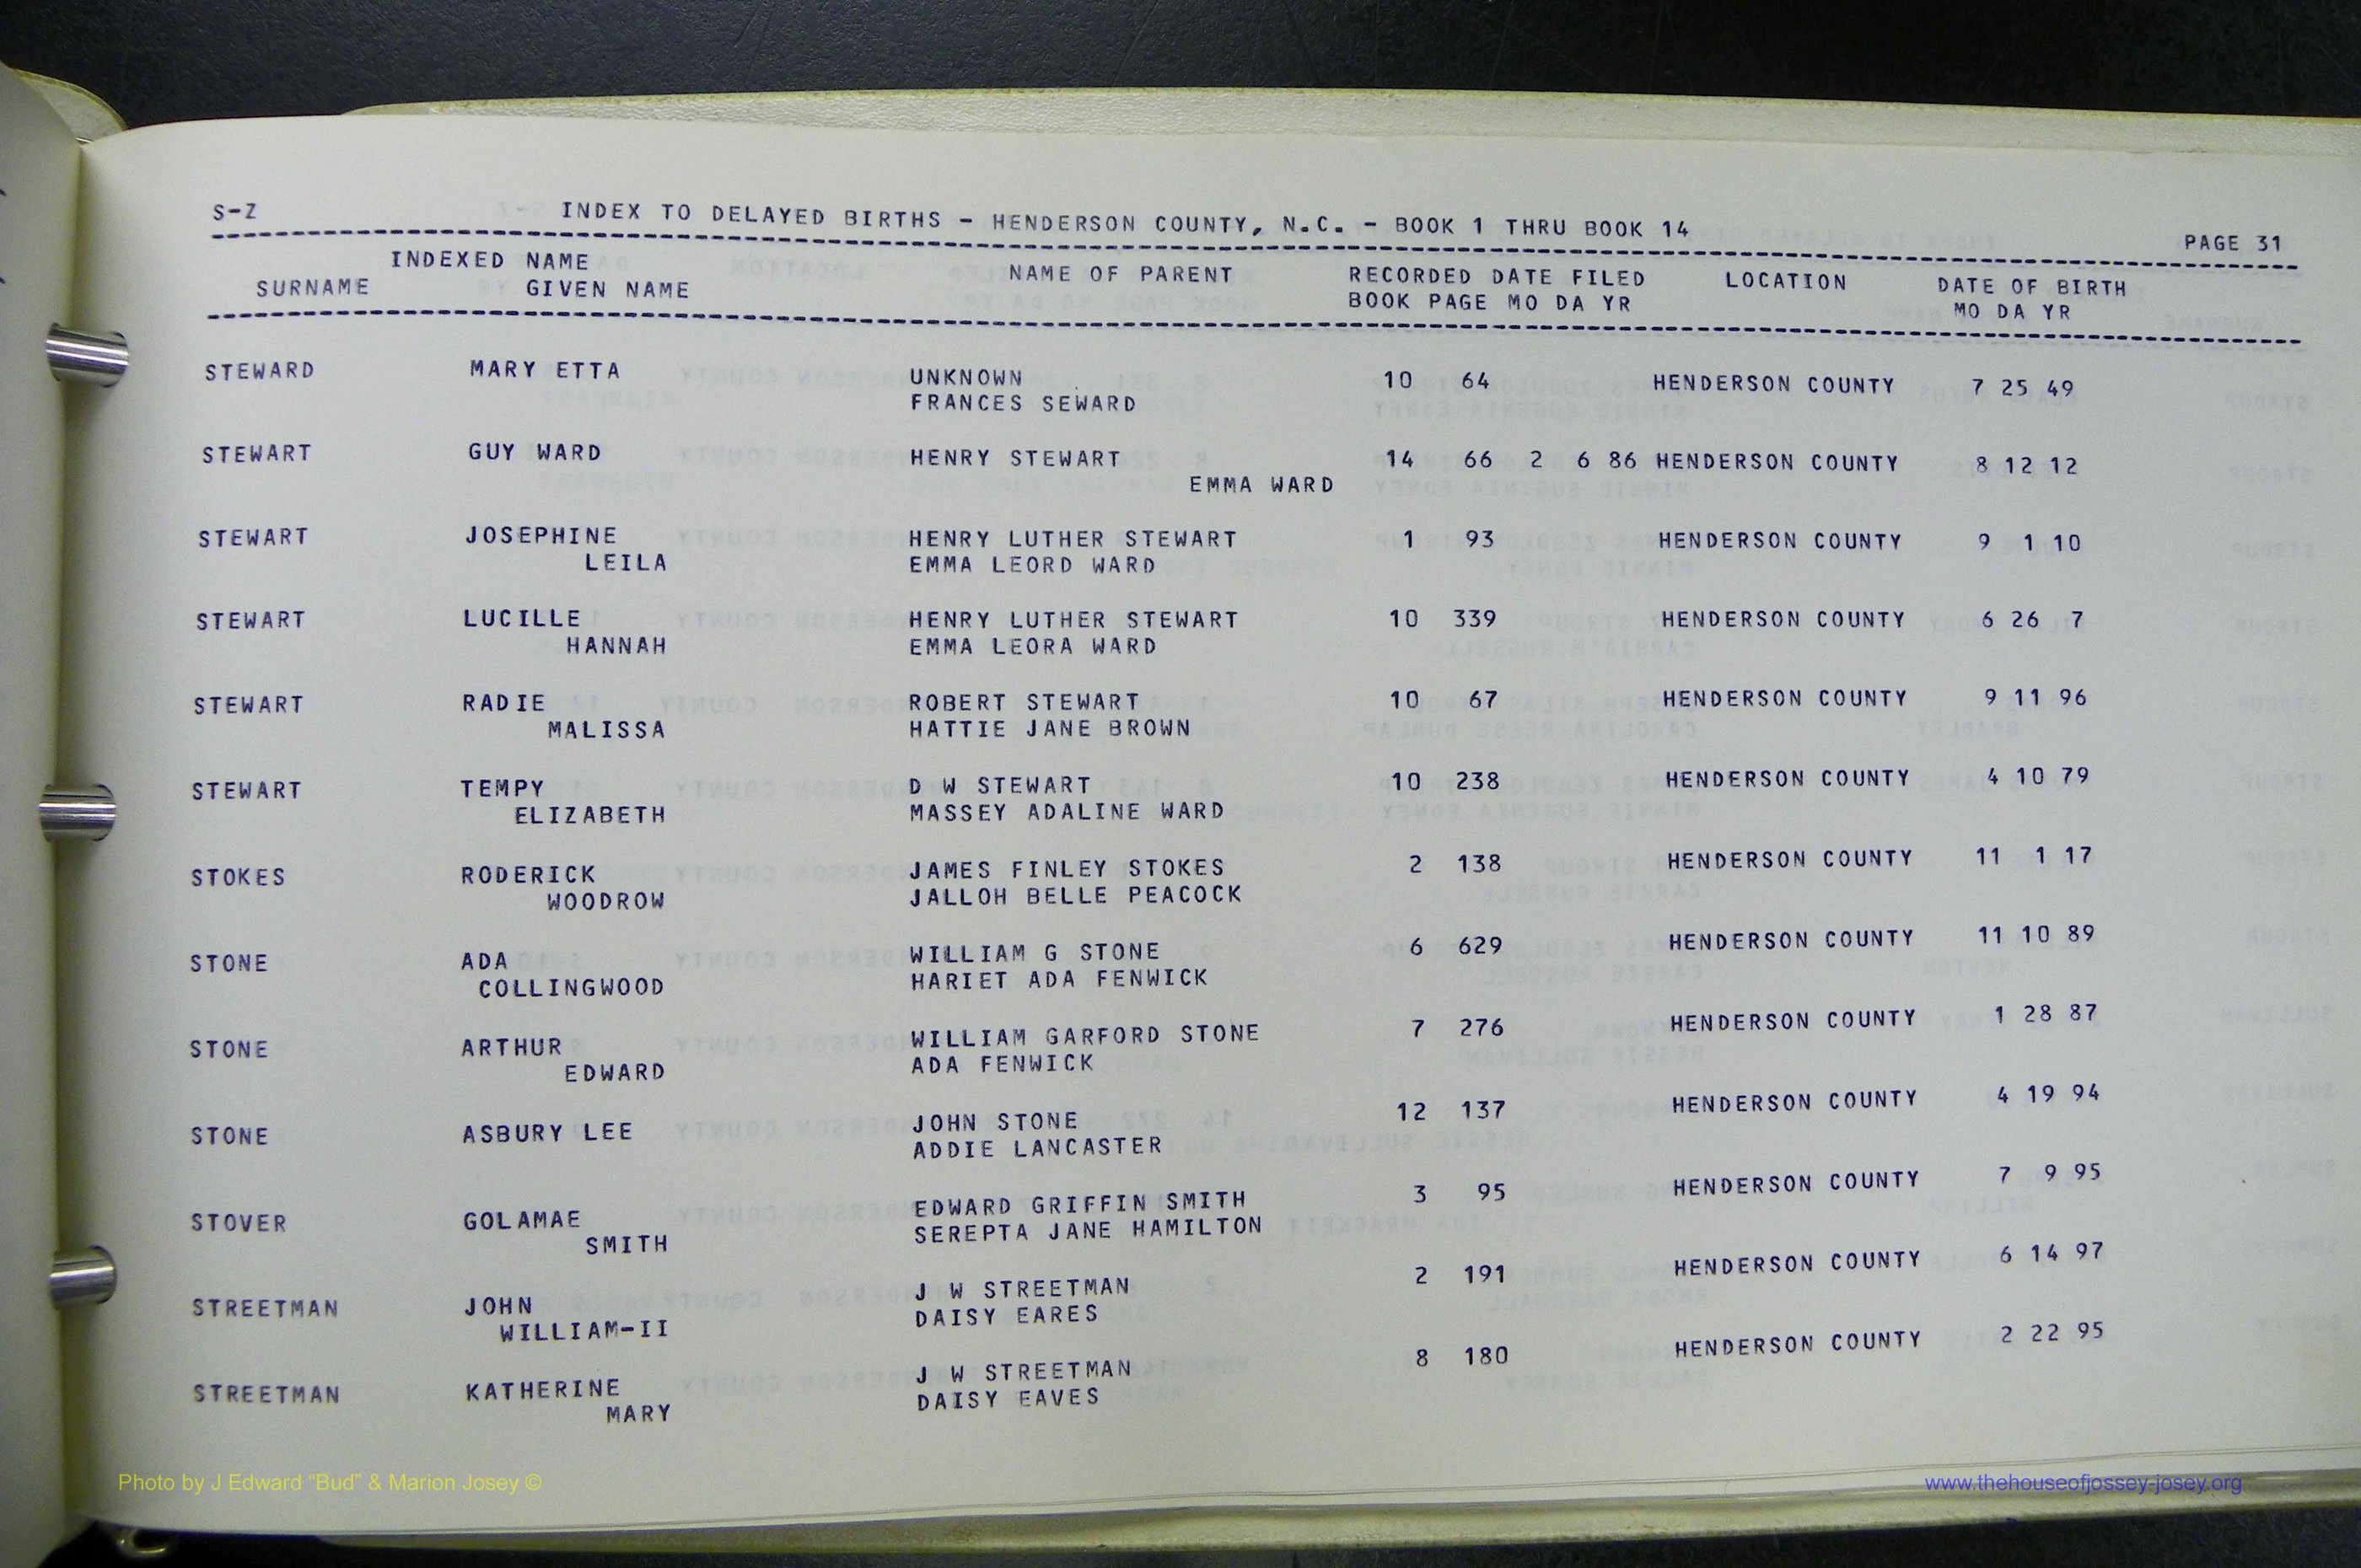 S-Z INDEX TO DELAYED BIRTHS - HENDERSON COUNTY, N.C. - BOOK 1 THRU BOOK 14 PAGE 31
INDEXED NAME NAME OF PARENT RECORDED DATE FILED LOCATION DATE OF BIRTH
SURNAME GIVEN NAME BOOK PAGE MO DA YR MO DA YR
STEWARD MARY ETTA UNKNOWN 10 64 HENDERSON COUNTY 7 25 49
FRANCES SEWARD
STEWART GUY WARD HENRY STEWART 14 66 2 6 86 HENDERSON COUNTY 8 12 12
EMMA WARD
STEWART JOSEPHINE HENRY LUTHER STEWART 1 93 HENDERSON COUNTY 9 1 10
LEILA EMMA LEORD WARD
STEWART LUCILLE HENRY LUTHER STEWART 10 339 HENDERSON COUNTY 6 26 7
HANNAH EMMA LEORA WARD
STEWART RADIE ROBERT STEWART 10 67 HENDERSON COUNTY 9 11 96
MALISSA HATTIE JANE BROWN
STEWART TEMPY D W STEWART 10 238 HENDERSON COUNTY 4 10 79
ELIZABETH MASSEY ADALINE WARD
STOKES RODERICK JAMES FINLEY STOKES 2 138 HENDERSON COUNTY 11 1 17
WOODROW JALLOH BELLE PEACOCK
STONE ADA WILLIAM G STONE 6 629 HENDERSON COUNTY 11 10 89
COLLINGWOOD HARIET ADA FENWICK
STONE ARTHUR WILLIAM GARFORD STONE 7 276 HENDERSON COUNTY 1 28 87
EDWARD ADA FENWICK
STONE ASBURY LEE JOHN STONE 12 137 HENDERSON COUNTY 4 19 94
ADDIE LANCASTER
STOVER GOLAMAE EDWARD GRIFFIN SMITH 3 95 HENDERSON COUNTY 7 9 95
SMITH SEREPTA JANE HAMILTON
STREETMAN JOHN J W STREETMAN 2 191 HENDERSON COUNTY 6 14 97
WILLIAM-II DAISY EARES
STREETMAN KATHERINE J W STREETMAN 8 180 HENDERSON COUNTY 2 22 95
MARY DAISY EAVES
Photo by J Edward “Bud” & Marion Josey © www.thehouseofjossey-josey.org